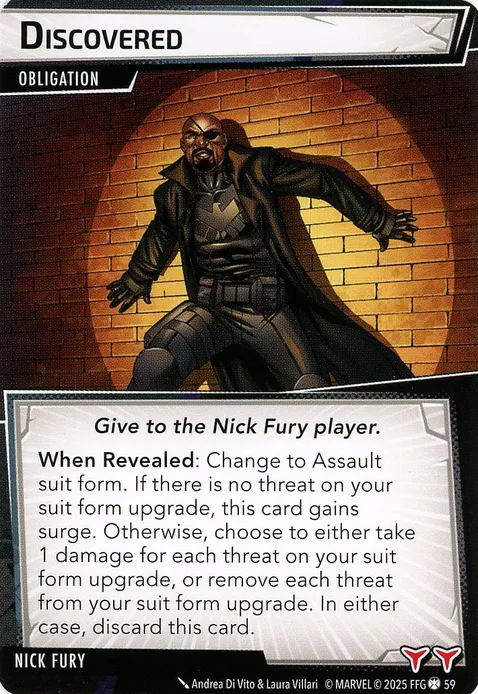 DISCOVERED
OBLIGATION
Give to the Nick Fury player.
When Revealed: Change to Assault
suit form. If there is no threat on your
suit form upgrade, this card gains
surge. Otherwise, choose to either take
1 damage for each threat on your suit
form upgrade, or remove each threat
from your suit form upgrade. In either
case, discard this card.
NICK FURY
Andrea Di Vito & Laura Villari © MARVEL © 2025 FFG 59